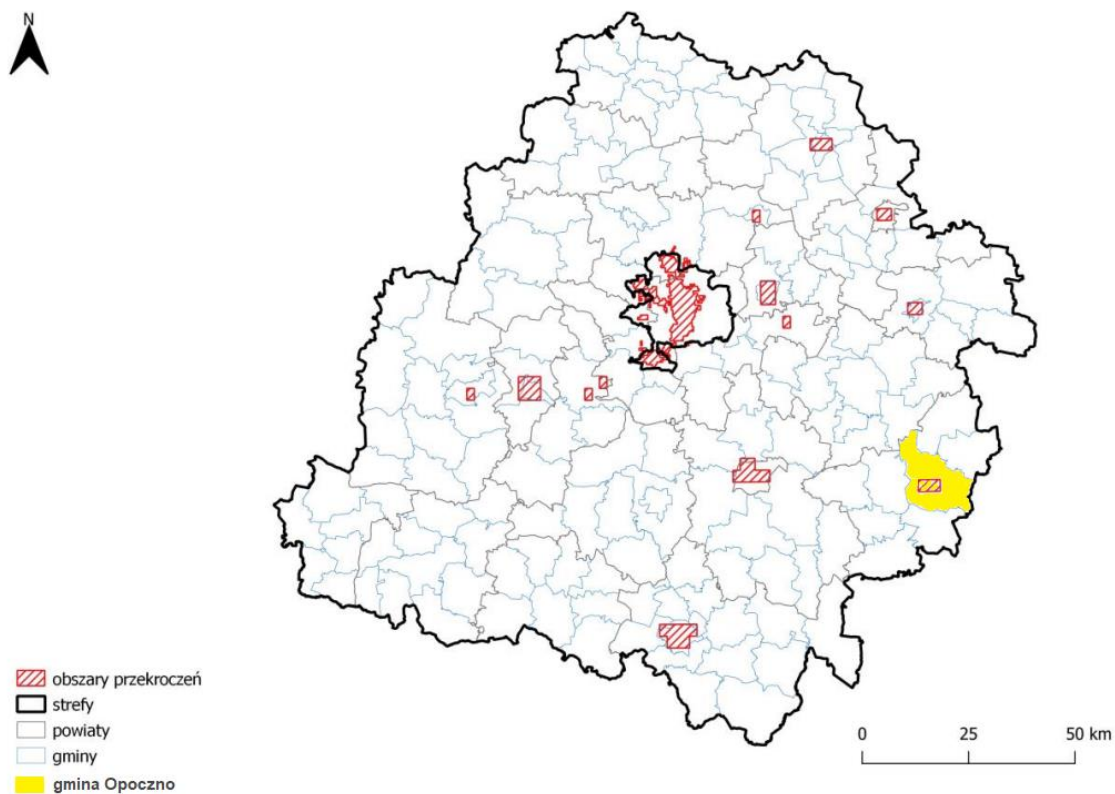 N
obszary przekroczeń
strefy
powiaty
gminy
gmina Opoczno
0 25 50 km